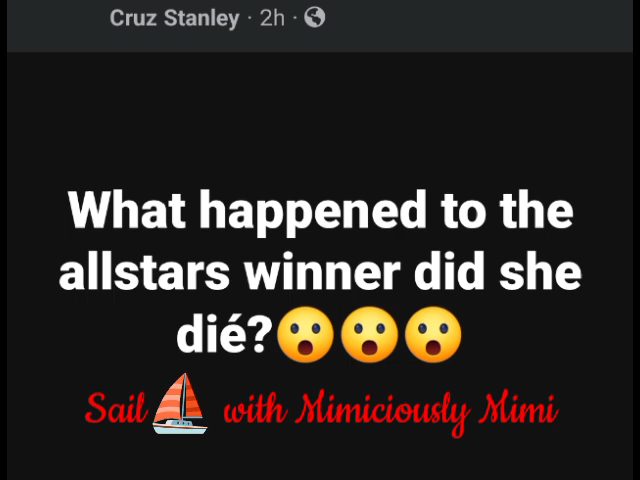 Cruz Stanley · 2h ·
What happened to the
allstars winner did she
dié?😮😮😮
Sail⛵ with Mimiciously Mimi